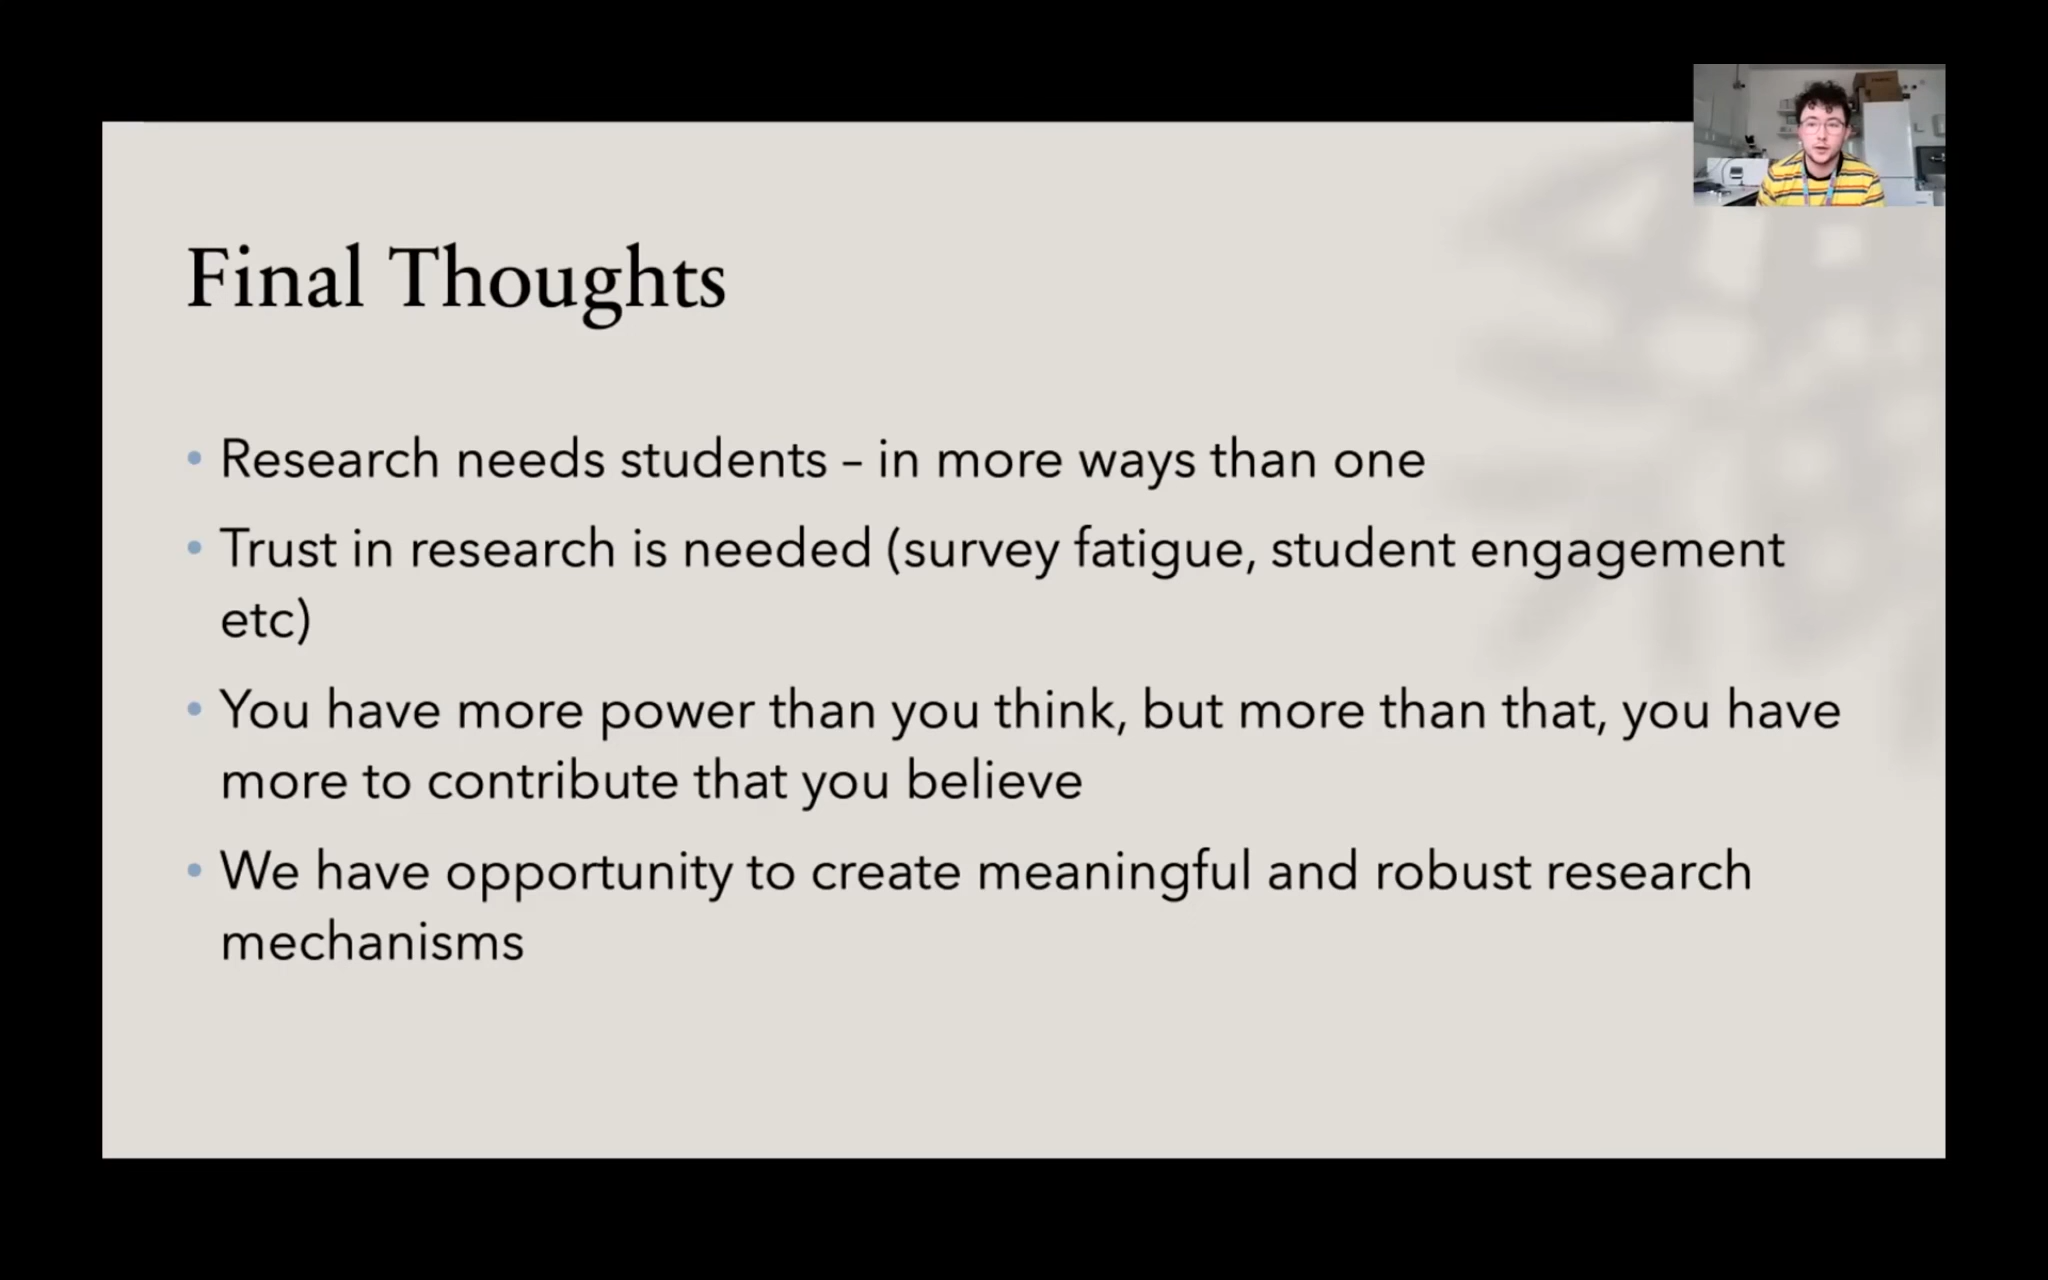 Final Thoughts
• Research needs students – in more ways than one
• Trust in research is needed (survey fatigue, student engagement
etc)
• You have more power than you think, but more than that, you have
more to contribute that you believe
• We have opportunity to create meaningful and robust research
mechanisms